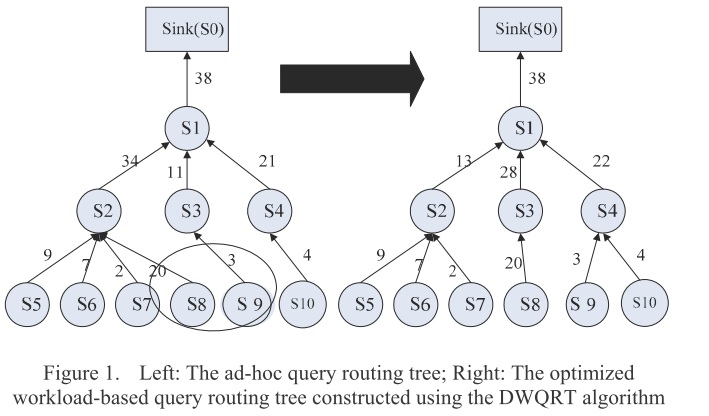 Sink(S0) Sink(S0)
38 38
S1 S1
34 11 21 13 28 22
S2 S3 S4 S2 S3 S4
9 7 2 20 3 4 9 7 2 20 3 4
S5 S6 S7 S8 S 9 S10 S5 S6 S7 S8 S 9 S10
Figure 1. Left: The ad-hoc query routing tree; Right: The optimized
workload-based query routing tree constructed using the DWQRT algorithm